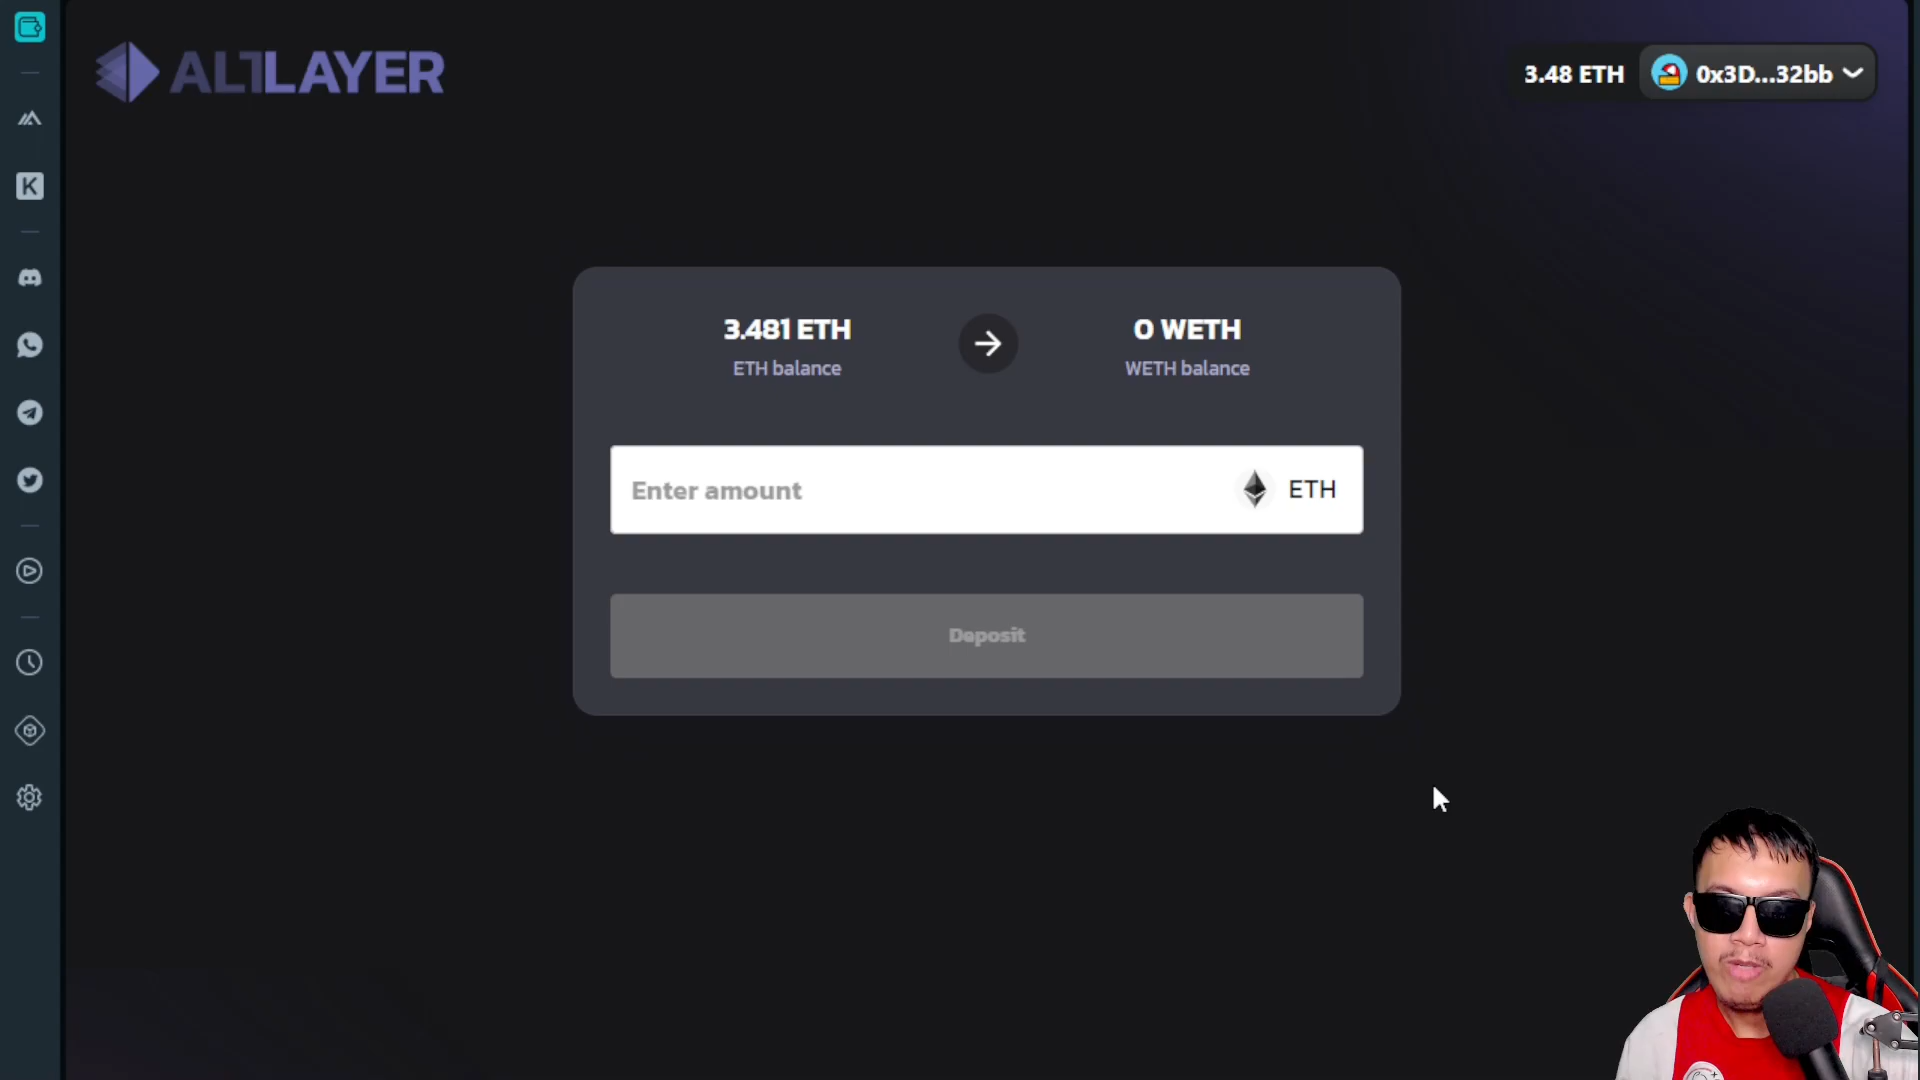 ALTLAYER
3.48 ETH
0x3D...32bb
3.481 ETH
ETH balance
0 WETH
WETH balance
Enter amount
ETH
Deposit
K